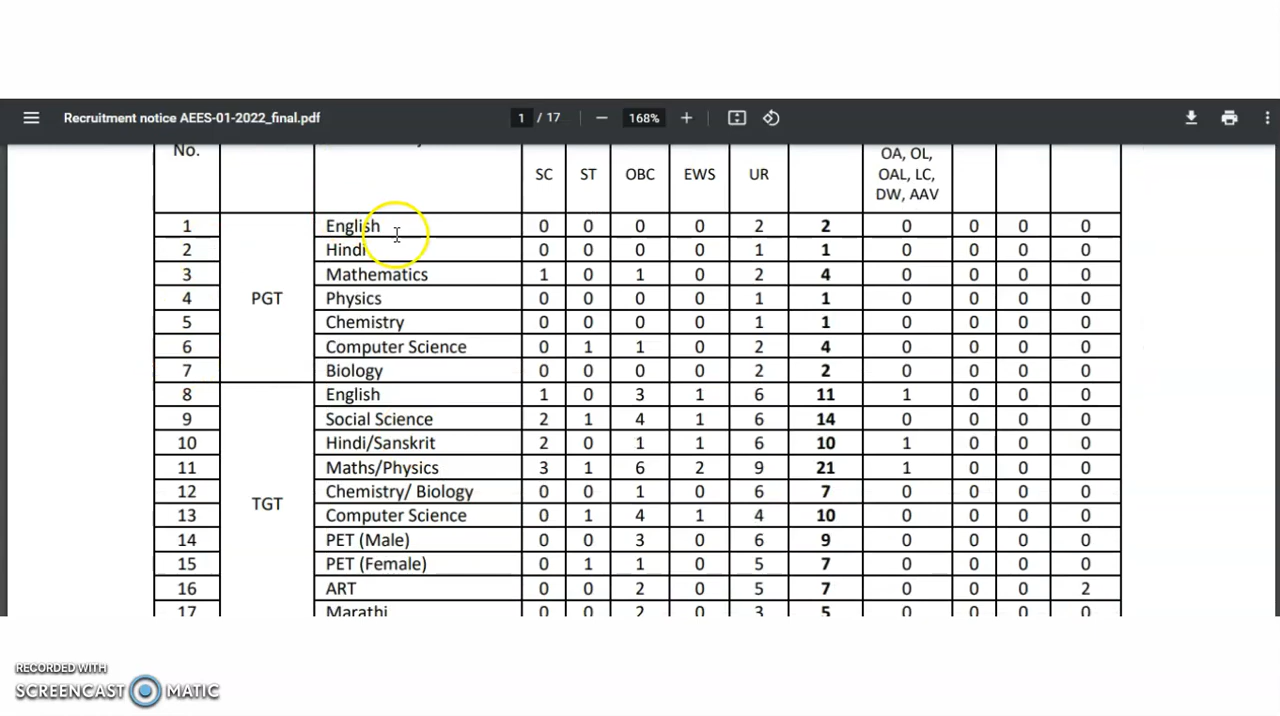 Recruitment notice AEES-01-2022_final.pdf 1 / 17 168%
No. SC ST OBC EWS UR OA, OL, OAL, LC, DW, AAV
1 PGT English 0 0 0 0 2 2 0 0 0 0
2 Hindi 0 0 0 0 1 1 0 0 0 0
3 Mathematics 1 0 1 0 2 4 0 0 0 0
4 Physics 0 0 0 0 1 1 0 0 0 0
5 Chemistry 0 0 0 0 1 1 0 0 0 0
6 Computer Science 0 1 1 0 2 4 0 0 0 0
7 Biology 0 0 0 0 2 2 0 0 0 0
8 TGT English 1 0 3 1 6 11 1 0 0 0
9 Social Science 2 1 4 1 6 14 0 0 0 0
10 Hindi/Sanskrit 2 0 1 1 6 10 1 0 0 0
11 Maths/Physics 3 1 6 2 9 21 1 0 0 0
12 Chemistry/ Biology 0 0 1 0 6 7 0 0 0 0
13 Computer Science 0 1 4 1 4 10 0 0 0 0
14 PET (Male) 0 0 3 0 6 9 0 0 0 0
15 PET (Female) 0 1 1 0 5 7 0 0 0 0
16 ART 0 0 2 0 5 7 0 0 0 2
17 Marathi 0 0 2 0 3 5 0 0 0 0
RECORDED WITH
SCREENCAST MATIC